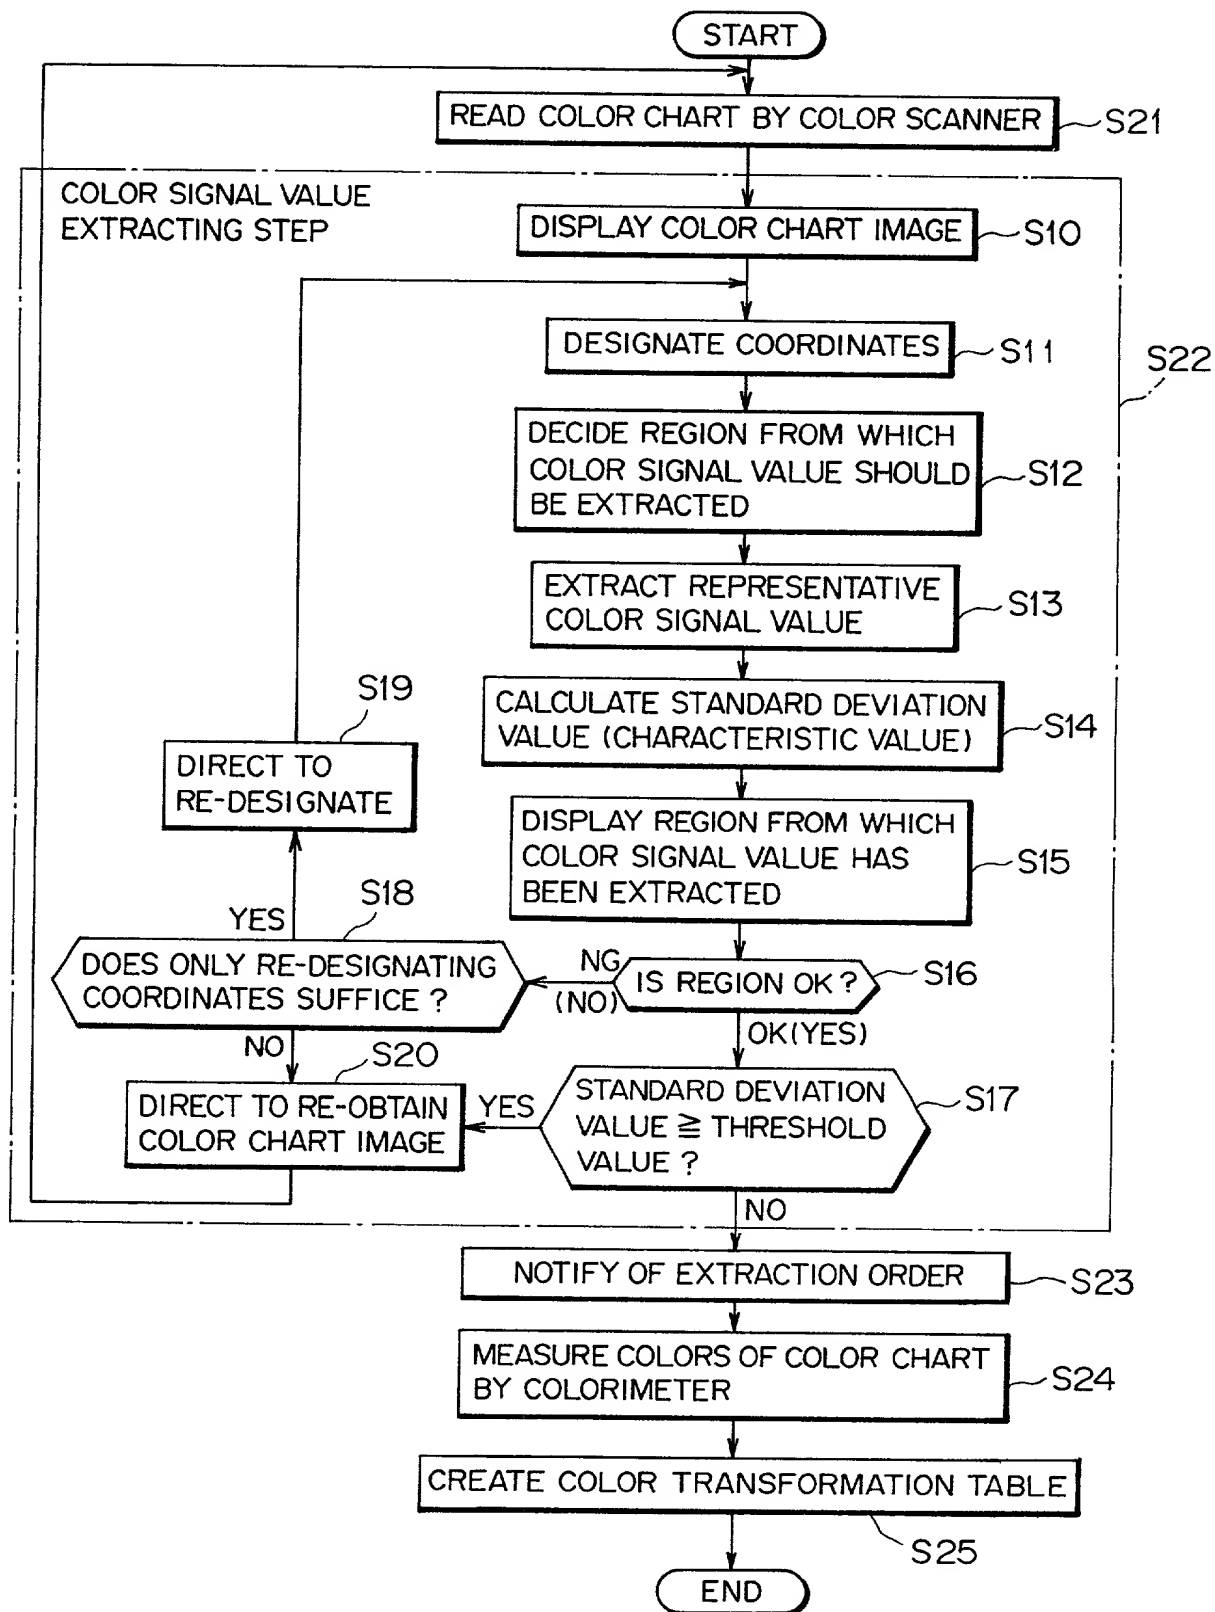 START
READ COLOR CHART BY COLOR SCANNER
S21
COLOR SIGNAL VALUE
EXTRACTING STEP
DISPLAY COLOR CHART IMAGE
S10
DESIGNATE COORDINATES
S11
S22
DECIDE REGION FROM WHICH
COLOR SIGNAL VALUE SHOULD
BE EXTRACTED
S12
EXTRACT REPRESENTATIVE
COLOR SIGNAL VALUE
S13
CALCULATE STANDARD DEVIATION
VALUE (CHARACTERISTIC VALUE)
S14
S19
DIRECT TO
RE-DESIGNATE
DISPLAY REGION FROM WHICH
COLOR SIGNAL VALUE HAS
BEEN EXTRACTED
S15
YES
S18
DOES ONLY RE-DESIGNATING
COORDINATES SUFFICE ?
NG
(NO)
IS REGION OK ?
S16
NO
OK(YES)
S20
DIRECT TO RE-OBTAIN
COLOR CHART IMAGE
YES
STANDARD DEVIATION
VALUE ≧ THRESHOLD
VALUE ?
S17
NO
NOTIFY OF EXTRACTION ORDER
S23
MEASURE COLORS OF COLOR CHART
BY COLORIMETER
S24
CREATE COLOR TRANSFORMATION TABLE
S25
END